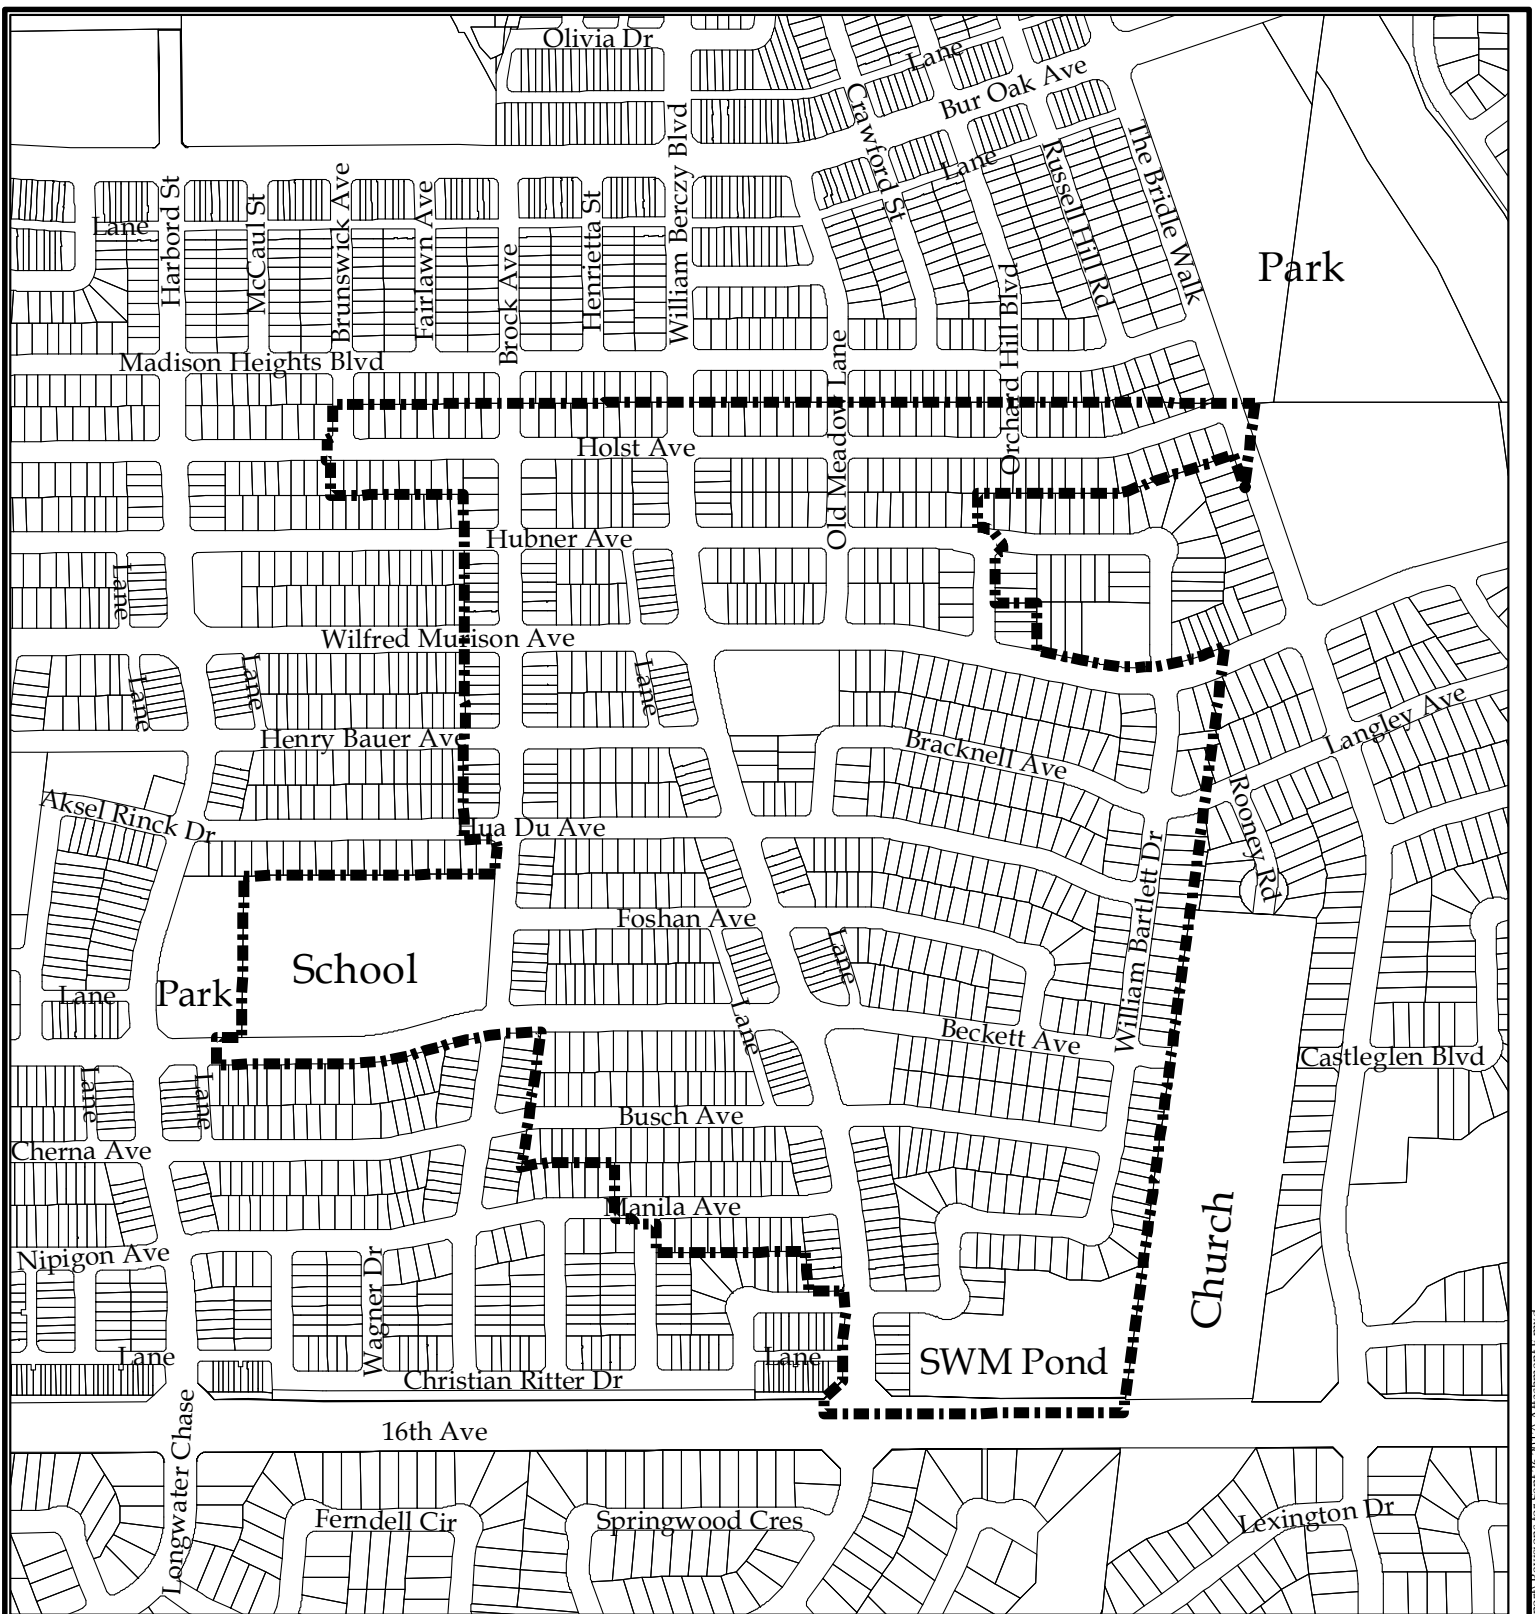 Olivia Dr
Lane
Bur Oak Ave
Crawford St
Lane
Russell Hill Rd
The Bridle Walk
Park
William Berczy Blvd
Lane
Harbord St
McCaul St
Brunswick Ave
Fairlawn Ave
Brock Ave
Henrietta St
Orchard Hill Blvd
Old Meadow Lane
Madison Heights Blvd
Holst Ave
Hubner Ave
Lane
Wilfred Murison Ave
Lane
Lane
Lane
Henry Bauer Ave
Bracknell Ave
Langley Ave
Aksel Rinck Dr
Hua Du Ave
Rooney Rd
William Bartlett Dr
Foshan Ave
Lane
School
Park
Lane
Lane
Beckett Ave
Castleglen Blvd
Lane
Lane
Busch Ave
Cherna Ave
Manila Ave
Nipigon Ave
Wagner Dr
Church
Lane
Lane
SWM Pond
Christian Ritter Dr
16th Ave
Longwater Chase
Ferndell Cir
Springwood Cres
Lexington Dr